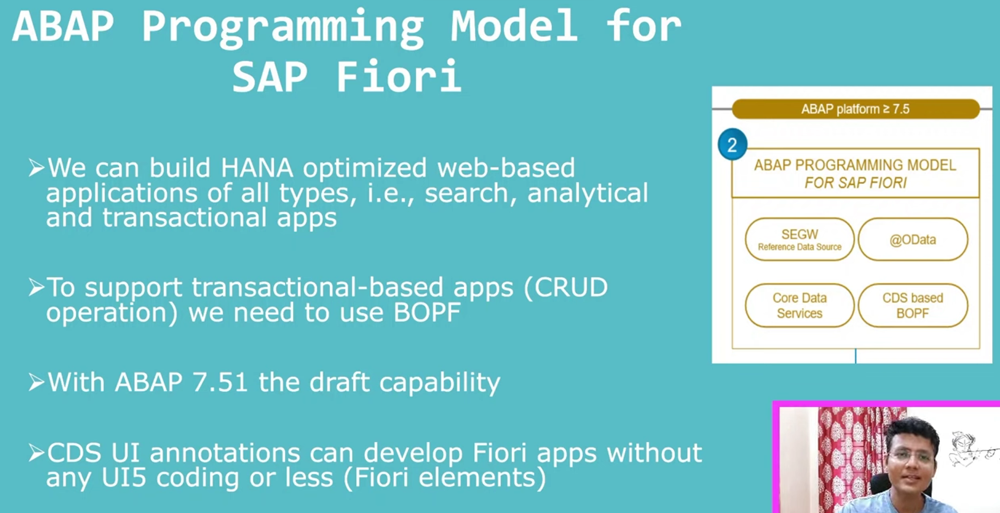 ABAP Programming Model for
SAP Fiori
➢We can build HANA optimized web-based
applications of all types, i.e., search, analytical
and transactional apps
➢To support transactional-based apps (CRUD
operation) we need to use BOPF
➢With ABAP 7.51 the draft capability
➢CDS UI annotations can develop Fiori apps without
any UI5 coding or less (Fiori elements)
ABAP platform ≥ 7.5
2
ABAP PROGRAMMING MODEL
FOR SAP FIORI
SEGW
Reference Data Source
@OData
Core Data
Services
CDS based
BOPF